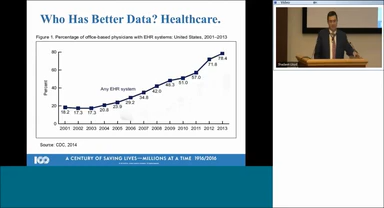 Who Has Better Data? Healthcare.
Figure 1. Percentage of office-based physicians with EHR systems: United States, 2001–2013
80
60
40
20
0
Percent
Any EHR system
18.2 17.3 17.3 20.8 23.9 29.2 34.8 42.0 48.3 51.0 57.0 71.8 78.4
2001 2002 2003 2004 2005 2006 2007 2008 2009 2010 2011 2012 2013
Source: CDC, 2014
A CENTURY OF SAVING LIVES—MILLIONS AT A TIME 1916/2016
Video